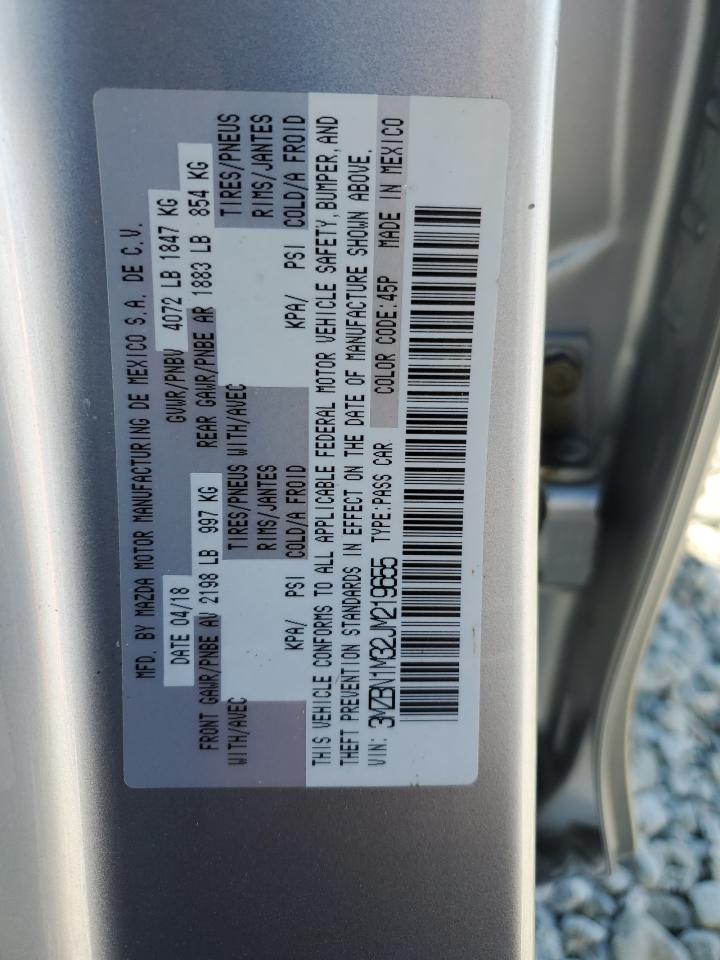 MFD. BY MAZDA MOTOR MANUFACTURING DE MEXICO S.A. DE C.V.
DATE 04/18 GVWR/PNBV 4072 LB 1847 KG
FRONT GAWR/PNBE AV 2198 LB 997 KG REAR GAWR/PNBE AR 1883 LB 854 KG
WITH/AVEC TIRES/PNEUS WITH/AVEC TIRES/PNEUS
RIMS/JANTES RIMS/JANTES
KPA/ PSI COLD/A FROID KPA/ PSI COLD/A FROID
THIS VEHICLE CONFORMS TO ALL APPLICABLE FEDERAL MOTOR VEHICLE SAFETY, BUMPER, AND
THEFT PREVENTION STANDARDS IN EFFECT ON THE DATE OF MANUFACTURE SHOWN ABOVE.
VIN: 3MZBN1M32JM219655 TYPE:PASS CAR COLOR CODE:45P MADE IN MEXICO